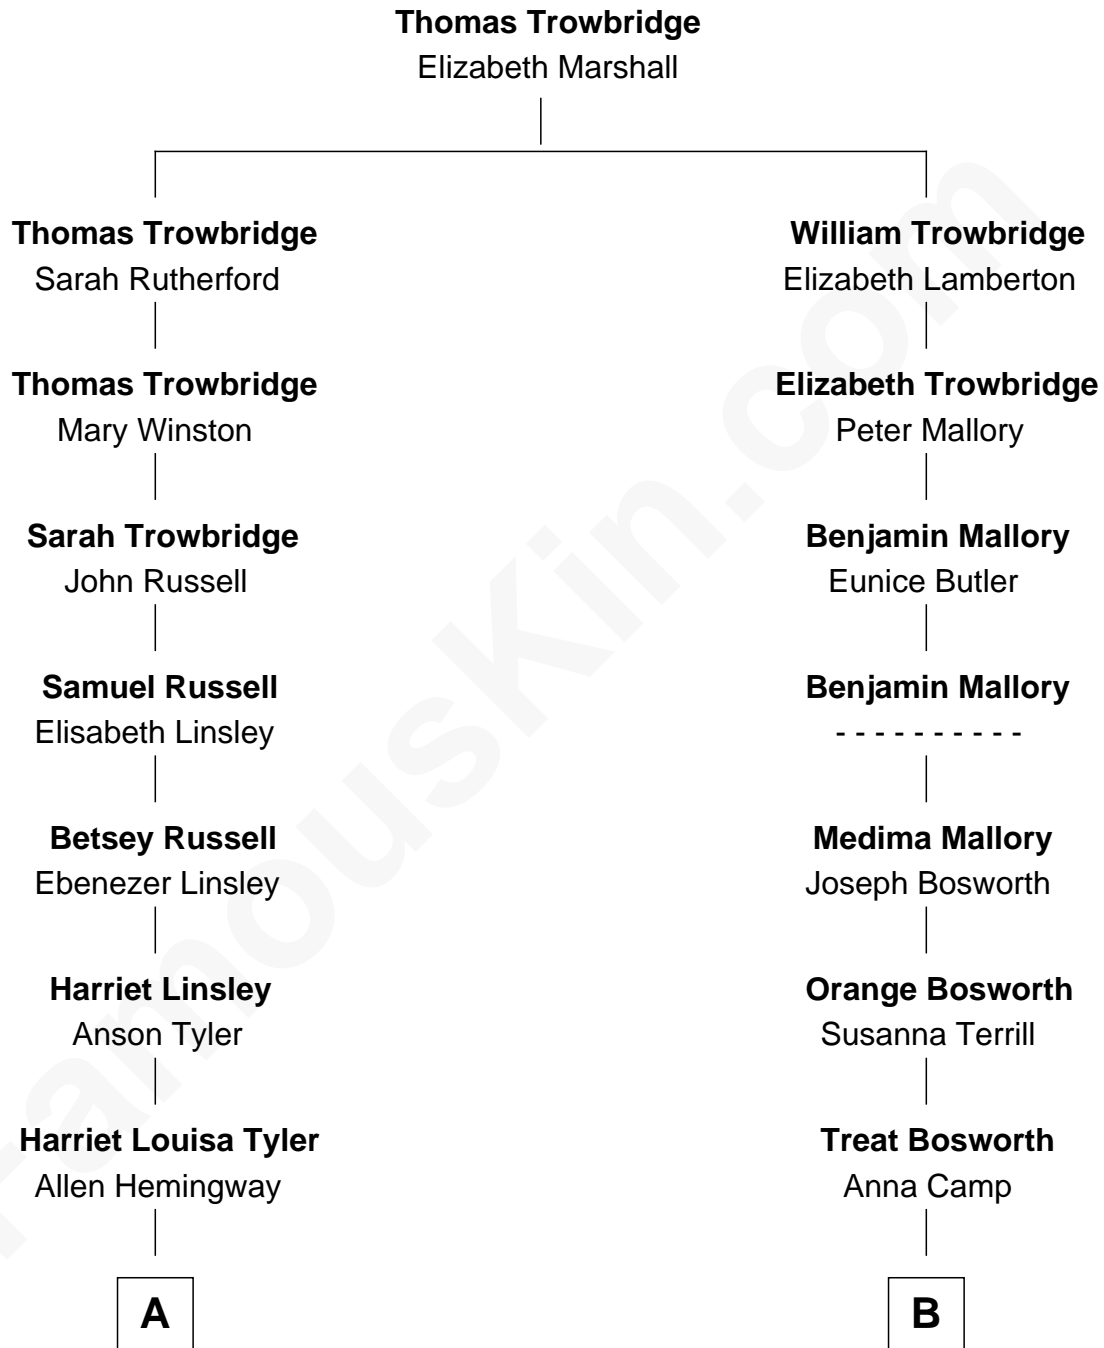 Thomas Trowbridge
Elizabeth Marshall
Thomas Trowbridge
Sarah Rutherford
William Trowbridge
Elizabeth Lamberton
Thomas Trowbridge
Mary Winston
Elizabeth Trowbridge
Peter Mallory
Sarah Trowbridge
John Russell
Benjamin Mallory
Eunice Butler
Samuel Russell
Elisabeth Linsley
Benjamin Mallory
- - - - - - - - - -
Betsey Russell
Ebenezer Linsley
Medima Mallory
Joseph Bosworth
Harriet Linsley
Anson Tyler
Orange Bosworth
Susanna Terrill
Harriet Louisa Tyler
Allen Hemingway
Treat Bosworth
Anna Camp
A
B
FamousKin.com